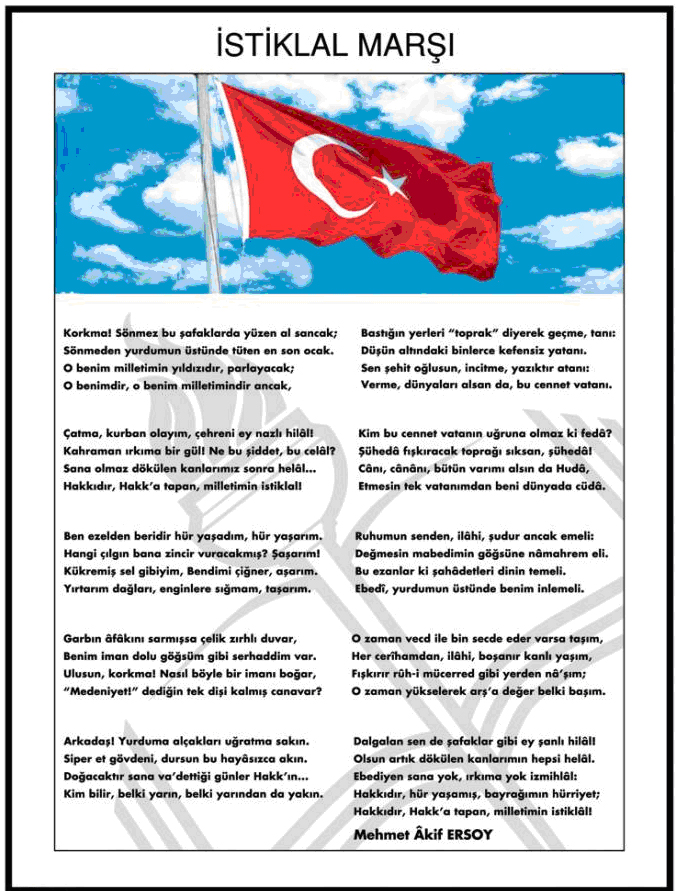 İSTİKLAL MARŞI
Korkma! Sönmez bu şafaklarda yüzen al sancak;
Sönmeden yurdumun üstünde tüten en son ocak.
O benim milletimin yıldızıdır, parlayacak;
O benimdir, o benim milletimindir ancak,
Çatma, kurban olayım, çehreni ey nazlı hilâl!
Kahraman ırkıma bir gül! Ne bu şiddet, bu celâl?
Sana olmaz dökülen kanlarımız sonra helâl...
Hakkıdır, Hakk'a tapan, milletimin istiklal!
Ben ezelden beridir hür yaşadım, hür yaşarım.
Hangi çılgın bana zincir vuracakmış? Şaşarım!
Kükremiş sel gibiyim, Bendimi çiğner, aşarım.
Yırtarım dağları, enginlere sığmam, taşarım.
Garbın âfâkını sarmışsa çelik zırhlı duvar,
Benim iman dolu göğsüm gibi serhaddim var.
Ulusun, korkma! Nasıl böyle bir imanı boğar,
“Medeniyet!” dediğin tek dişi kalmış canavar?
Arkadaş! Yurduma alçakları uğratma sakın.
Siper et gövdeni, dursun bu hayâsızca akın.
Doğacaktır sana va'dettiği günler Hakk'ın...
Kim bilir, belki yarın, belki yarından da yakın.
Bastığın yerleri “toprak” diyerek geçme, tanı:
Düşün altındaki binlerce kefensiz yatanı.
Sen şehit oğlusun, incitme, yazıktır atanı:
Verme, dünyaları alsan da, bu cennet vatanı.
Kim bu cennet vatanın uğruna olmaz ki fedâ?
Şühedâ fışkıracak toprağı sıksan, şühedâ!
Cânı, cânânı, bütün varımı alsın da Hudâ,
Etmesin tek vatanımdan beni dünyada cüdâ.
Ruhumun senden, ilâhi, şudur ancak emeli:
Değmesin mabedimin göğsüne nâmahrem eli.
Bu ezanlar ki şahâdetleri dinin temeli.
Ebedî, yurdumun üstünde benim inlemeli.
O zaman vecd ile bin secde eder varsa taşım,
Her cerîhamdan, ilâhi, boşanır kanlı yaşım,
Fışkırır rûh-i mücerred gibi yerden nâ'şım;
O zaman yükselerek arş'a değer belki başım.
Dalgalan sen de şafaklar gibi ey şanlı hilâl!
Olsun artık dökülen kanlarımın hepsi helâl.
Ebediyen sana yok, ırkıma yok izmihlâl:
Hakkıdır, hür yaşamış, bayrağımın hürriyet;
Hakkıdır, Hakk'a tapan, milletimin istiklâl!
Mehmet Âkif ERSOY